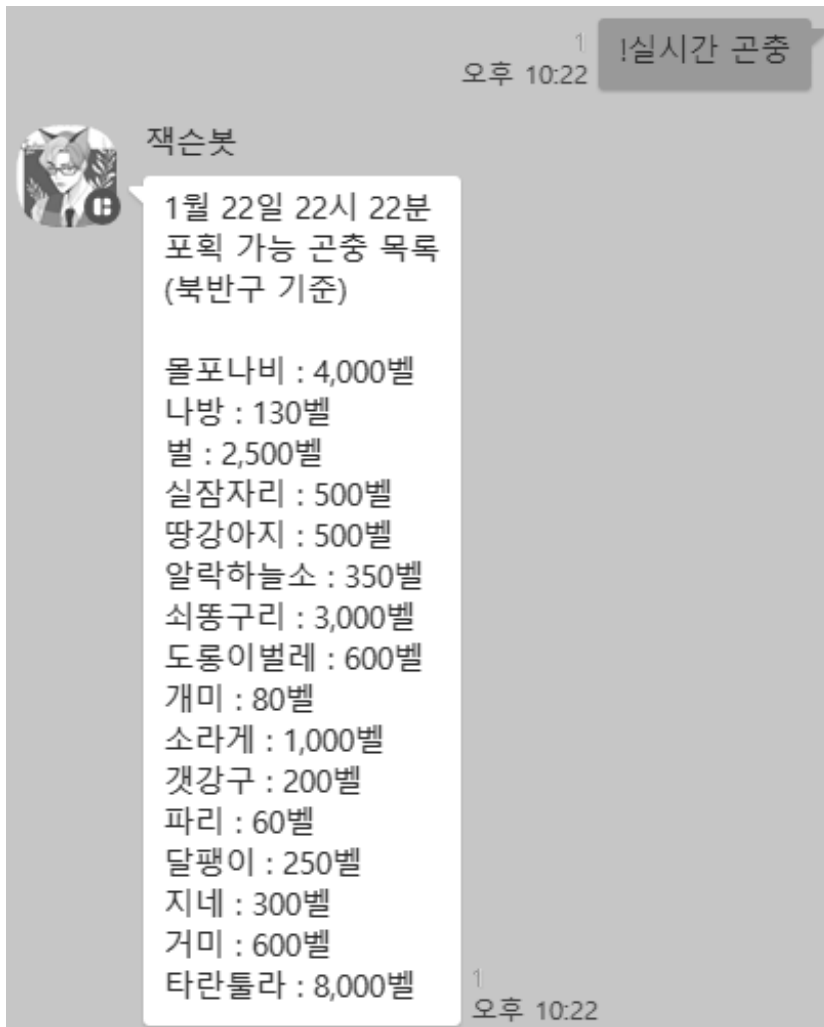 !실시간 곤충
1
오후 10:22
잭슨봇
1월 22일 22시 22분
포획 가능 곤충 목록
(북반구 기준)
몰포나비 : 4,000벨
나방 : 130벨
벌 : 2,500벨
실잠자리 : 500벨
땅강아지 : 500벨
알락하늘소 : 350벨
쇠똥구리 : 3,000벨
도롱이벌레 : 600벨
개미 : 80벨
소라게 : 1,000벨
갯강구 : 200벨
파리 : 60벨
달팽이 : 250벨
지네 : 300벨
거미 : 600벨
타란툴라 : 8,000벨
1
오후 10:22